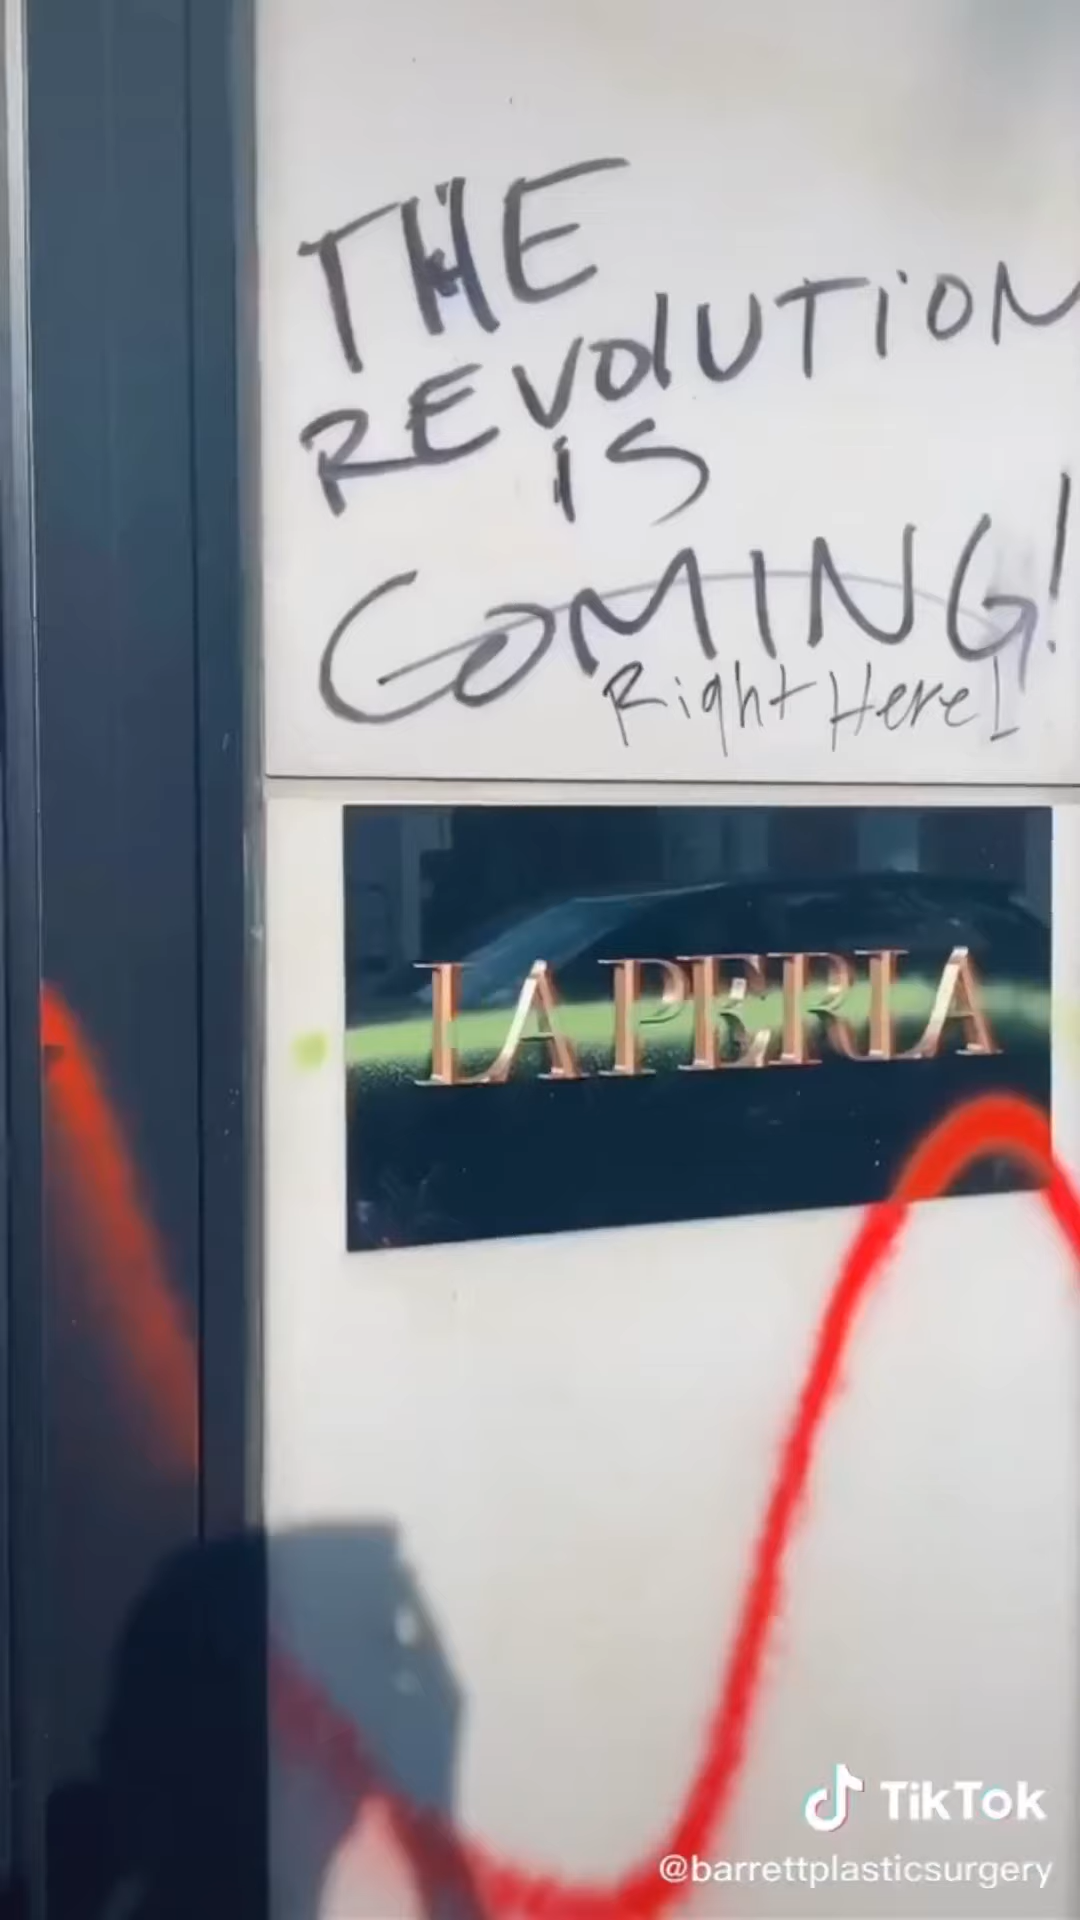 THE
REVOlUTiON
iS
COMING!
Right Here!
LA PERLA
TikTok
@barrettplasticsurgery